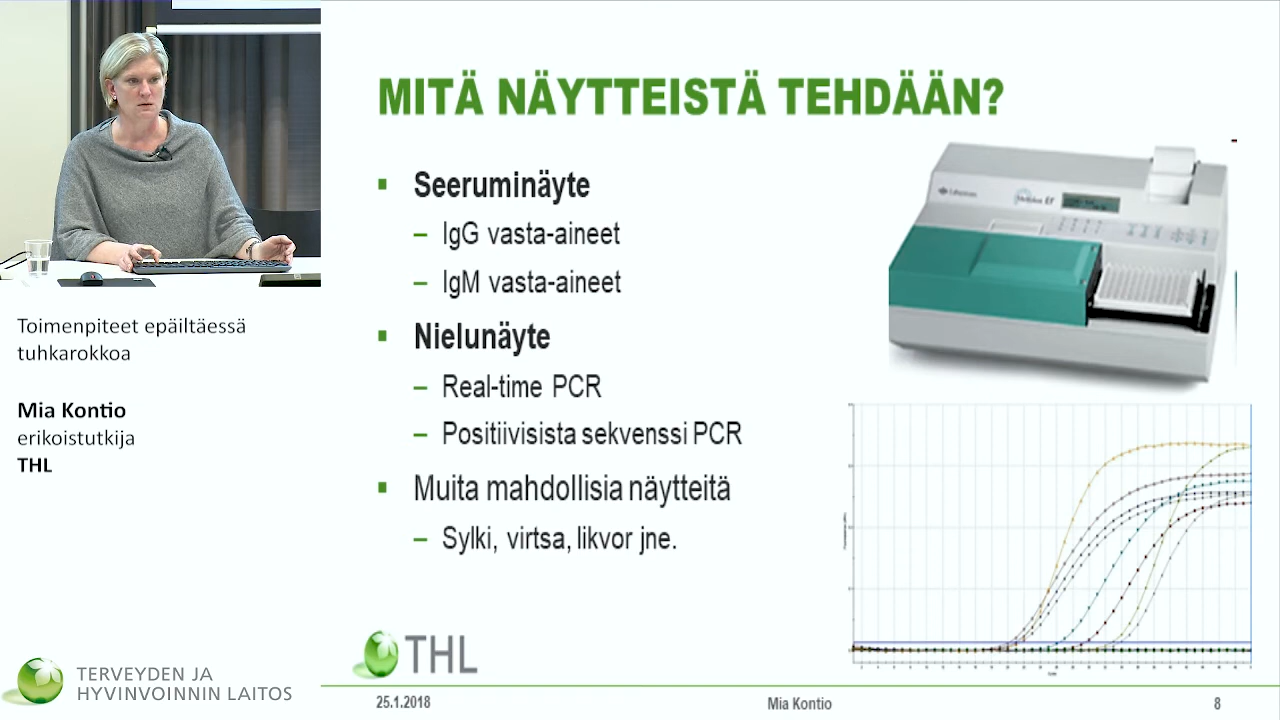 Toimenpiteet epäiltäessä
tuhkarokkoa
Mia Kontio
erikoistutkija
THL
TERVEYDEN JA
HYVINVOINNIN LAITOS
MITÄ NÄYTTEISTÄ TEHDÄÄN?
▪ Seeruminäyte
– IgG vasta-aineet
– IgM vasta-aineet
▪ Nielunäyte
– Real-time PCR
– Positiivisista sekvenssi PCR
▪ Muita mahdollisia näytteitä
– Sylki, virtsa, likvor jne.
THL
25.1.2018
Mia Kontio
8